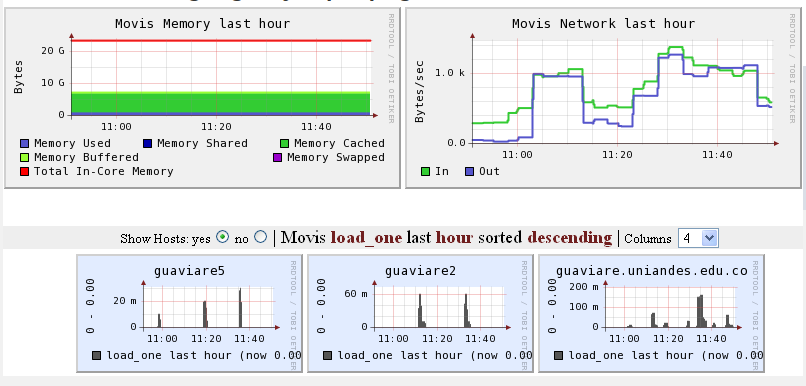 Movis Memory last hour
RRDTOOL / TOBI OETIKER
Bytes
20 G
10 G
0
11:00 11:20 11:40
Memory Used Memory Shared Memory Cached
Memory Buffered Memory Swapped
Total In-Core Memory
Movis Network last hour
RRDTOOL / TOBI OETIKER
Bytes/sec
1.0 k
0.0
11:00 11:20 11:40
In Out
Show Hosts: yes no | Movis load_one last hour sorted descending | Columns 4
guaviare5
RRDTOOL / TOBI OETIKER
0 - 0.00
20 m
0
11:00 11:20 11:40
load_one last hour (now 0.00
guaviare2
RRDTOOL / TOBI OETIKER
0 - 0.00
60 m
0
11:00 11:20 11:40
load_one last hour (now 0.00
guaviare.uniandes.edu.co
RRDTOOL / TOBI OETIKER
0 - 0.00
200 m
100 m
0
11:00 11:20 11:40
load_one last hour (now 0.00